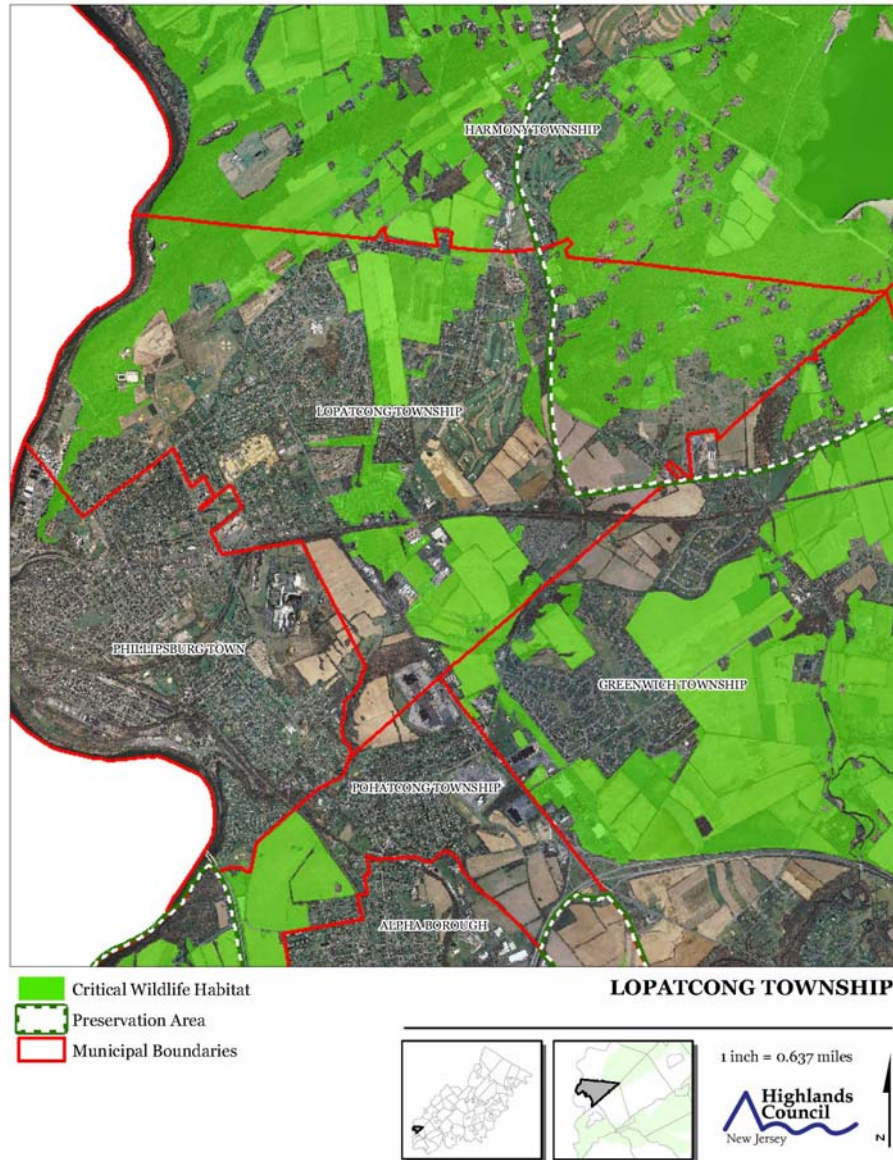 HARMONY TOWNSHIP
LOPATCONG TOWNSHIP
PHILLIPSBURG TOWN
GREENWICH TOWNSHIP
POHATCONG TOWNSHIP
ALPHA BOROUGH
Critical Wildlife Habitat
Preservation Area
Municipal Boundaries
LOPATCONG TOWNSHIP
1 inch = 0.637 miles
Highlands
Council
New Jersey
N